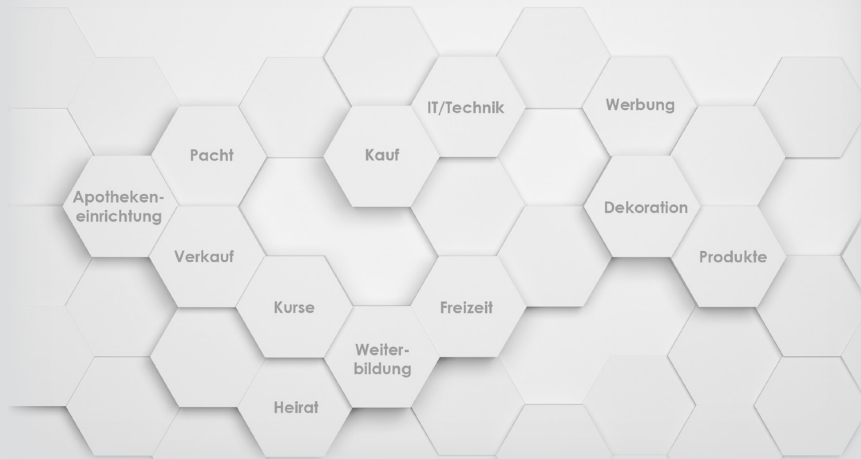 IT/Technik
Werbung
Pacht
Kauf
Apotheken-
einrichtung
Dekoration
Verkauf
Produkte
Kurse
Freizeit
Weiter-
bildung
Heirat